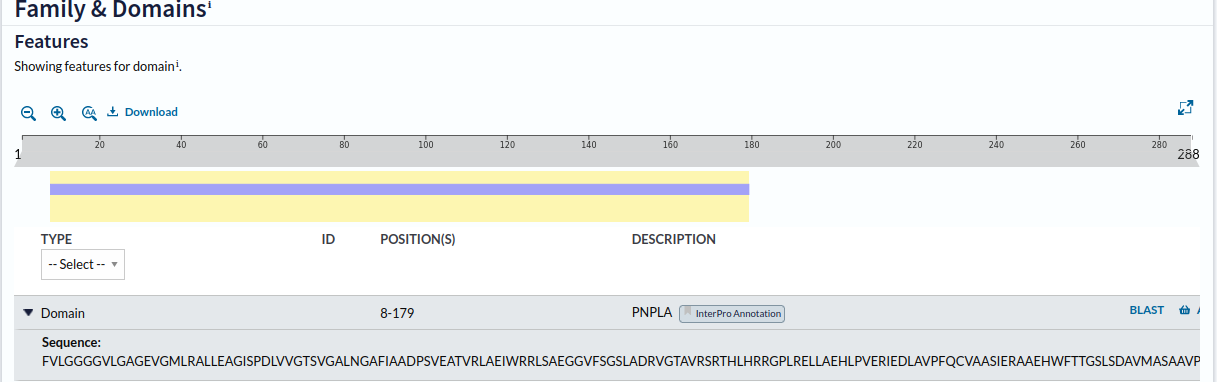 Family & Domainsi
Features
Showing features for domaini.
AA Download
20 40 60 80 100 120 140 160 180 200 220 240 260 280
1 288
TYPE ID POSITION(S) DESCRIPTION
-- Select --
Domain 8-179 PNPLA InterPro Annotation BLAST A
Sequence:
FVLGGGGVLGAGEVGMLRALLEAGISPDLVVGTSVGALNGAFIAADPSVEATVRLAEIWRRLSAEGGVFSGSLADRVGTAVRSRTHLHRRGPLRELLAEHLPVERIEDLAVPFQCVAASIERAAEHWFTTGSLSDAVMASAAVP